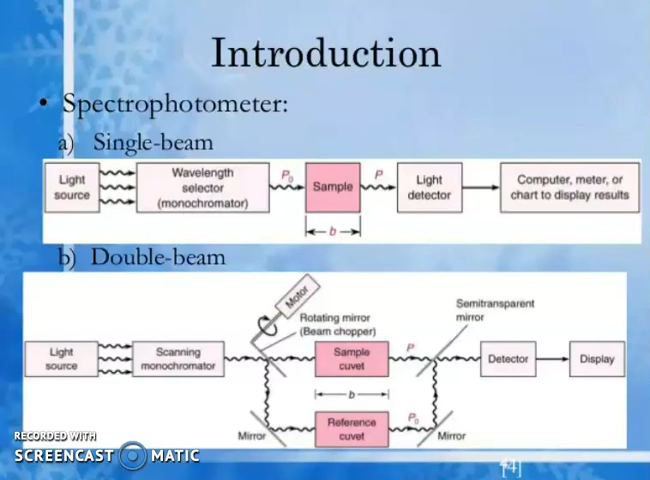 Introduction
• Spectrophotometer:
a) Single-beam
Light
source
Wavelength
selector
(monochromator)
P₀
Sample
P
Light
detector
Computer, meter, or
chart to display results
b
b) Double-beam
Motor
Rotating mirror
(Beam chopper)
Semitransparent
mirror
Light
source
Scanning
monochromator
Sample
cuvet
P
Detector
Display
b
Mirror
Reference
cuvet
P₀
Mirror
RECORDED WITH
SCREENCAST MATIC